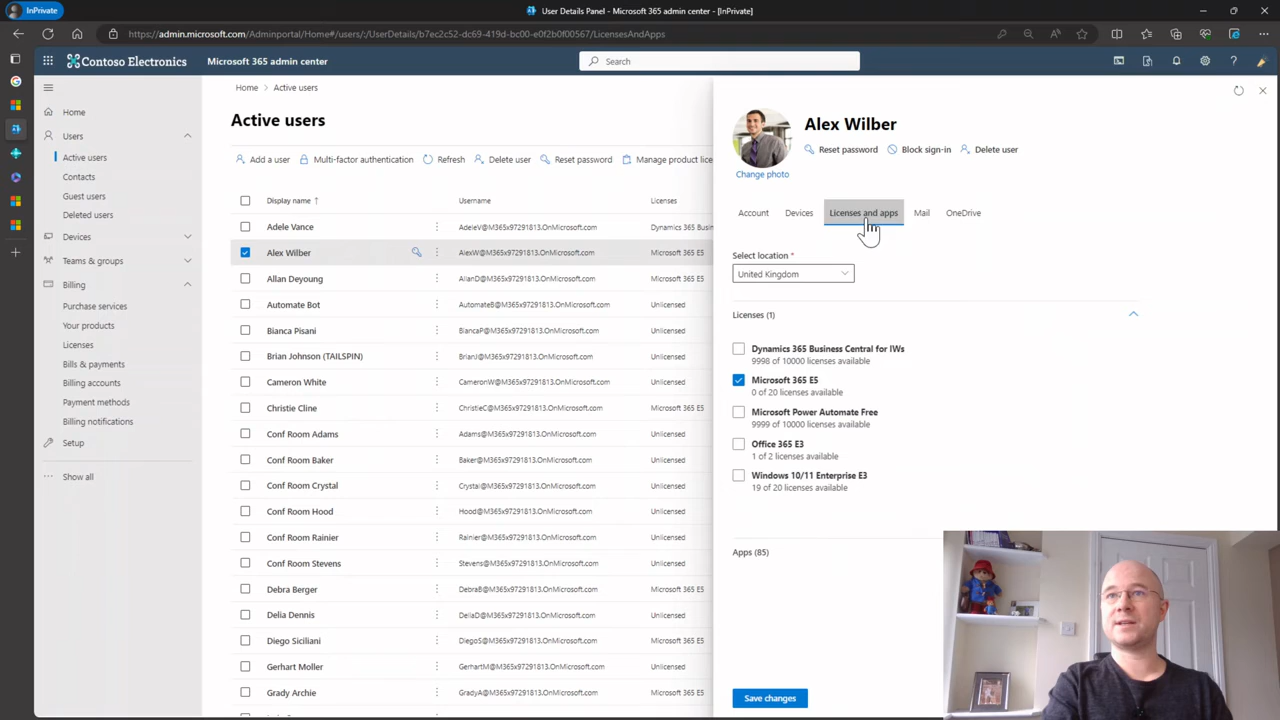 InPrivate
User Details Panel - Microsoft 365 admin center - [InPrivate]
https://admin.microsoft.com/Adminportal/Home#/users/:/UserDetails/b7ec2c52-dc69-419d-bc00-e0f2b0f00567/LicensesAndApps
Contoso Electronics
Microsoft 365 admin center
Search
Home
Users
Active users
Contacts
Guest users
Deleted users
Devices
Teams & groups
Billing
Purchase services
Your products
Licenses
Bills & payments
Billing accounts
Payment methods
Billing notifications
Setup
Show all
Home > Active users
Active users
Add a user Multi-factor authentication Refresh Delete user Reset password Manage product lice
Display name ↑ Username Licenses
Adele Vance AdeleV@M365x97291813.OnMicrosoft.com Dynamics 365 Busin
Alex Wilber AlexW@M365x97291813.OnMicrosoft.com Microsoft 365 E5
Allan Deyoung AllanD@M365x97291813.OnMicrosoft.com Microsoft 365 E5
Automate Bot AutomateB@M365x97291813.OnMicrosoft.com Unlicensed
Bianca Pisani BiancaP@M365x97291813.OnMicrosoft.com Unlicensed
Brian Johnson (TAILSPIN) BrianJ@M365x97291813.OnMicrosoft.com Unlicensed
Cameron White CameronW@M365x97291813.OnMicrosoft.com Unlicensed
Christie Cline ChristieC@M365x97291813.OnMicrosoft.com Microsoft 365 E5
Conf Room Adams Adams@M365x97291813.OnMicrosoft.com Unlicensed
Conf Room Baker Baker@M365x97291813.OnMicrosoft.com Unlicensed
Conf Room Crystal Crystal@M365x97291813.OnMicrosoft.com Unlicensed
Conf Room Hood Hood@M365x97291813.OnMicrosoft.com Unlicensed
Conf Room Rainier Rainier@M365x97291813.OnMicrosoft.com Unlicensed
Conf Room Stevens Stevens@M365x97291813.OnMicrosoft.com Unlicensed
Debra Berger DebraB@M365x97291813.OnMicrosoft.com Microsoft 365 E5
Delia Dennis DeliaD@M365x97291813.OnMicrosoft.com Unlicensed
Diego Siciliani DiegoS@M365x97291813.OnMicrosoft.com Microsoft 365 E5
Gerhart Moller GerhartM@M365x97291813.OnMicrosoft.com Unlicensed
Grady Archie GradyA@M365x97291813.OnMicrosoft.com Microsoft 365 E5
Alex Wilber
Reset password Block sign-in Delete user
Change photo
Account Devices Licenses and apps Mail OneDrive
Select location *
United Kingdom
Licenses (1)
Dynamics 365 Business Central for IWs
9998 of 10000 licenses available
Microsoft 365 E5
0 of 20 licenses available
Microsoft Power Automate Free
9999 of 10000 licenses available
Office 365 E3
1 of 2 licenses available
Windows 10/11 Enterprise E3
19 of 20 licenses available
Apps (85)
Save changes